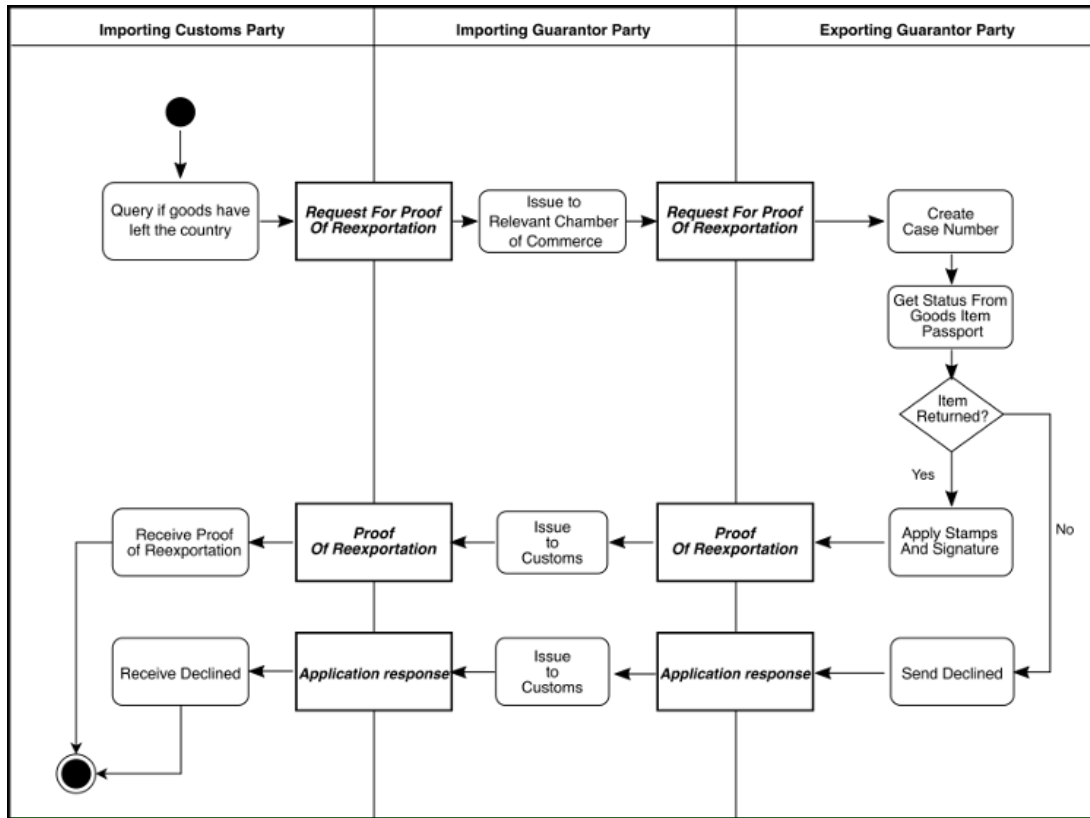 Importing Customs Party
Importing Guarantor Party
Exporting Guarantor Party
Query if goods have
left the country
Request For Proof
Of Reexportation
Issue to
Relevant Chamber
of Commerce
Request For Proof
Of Reexportation
Create
Case Number
Get Status From
Goods Item
Passport
Item
Returned?
Yes
No
Receive Proof
of Reexportation
Proof
Of Reexportation
Issue
to
Customs
Proof
Of Reexportation
Apply Stamps
And Signature
Receive Declined
Application response
Issue
to
Customs
Application response
Send Declined